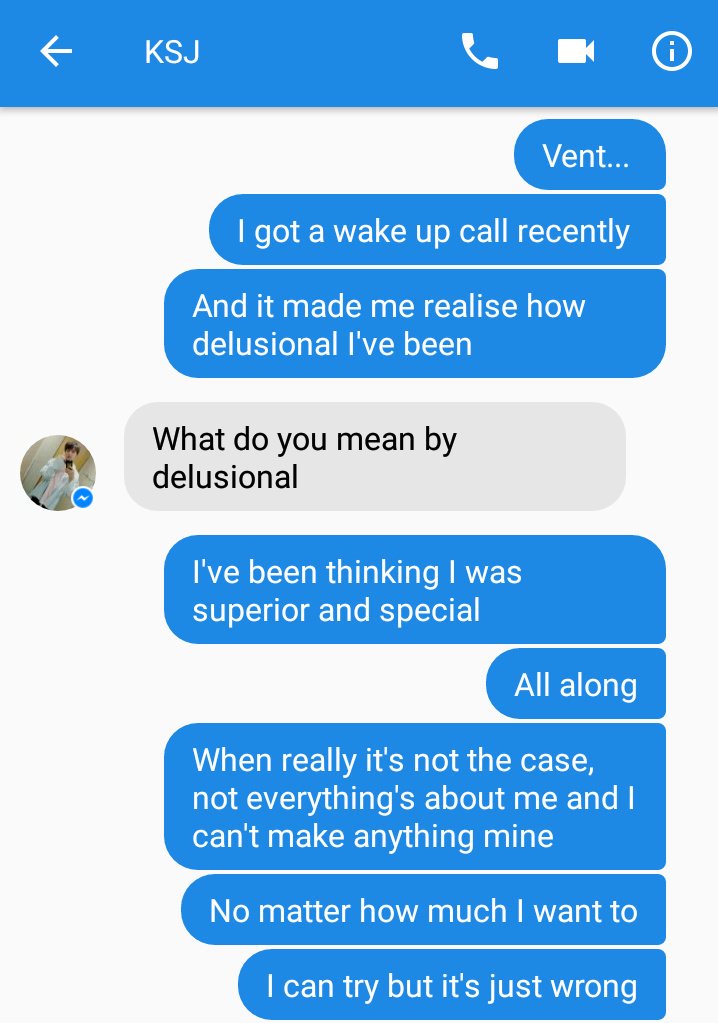 KSJ
Vent...
I got a wake up call recently
And it made me realise how
delusional I've been
What do you mean by
delusional
I've been thinking I was
superior and special
All along
When really it's not the case,
not everything's about me and I
can't make anything mine
No matter how much I want to
I can try but it's just wrong